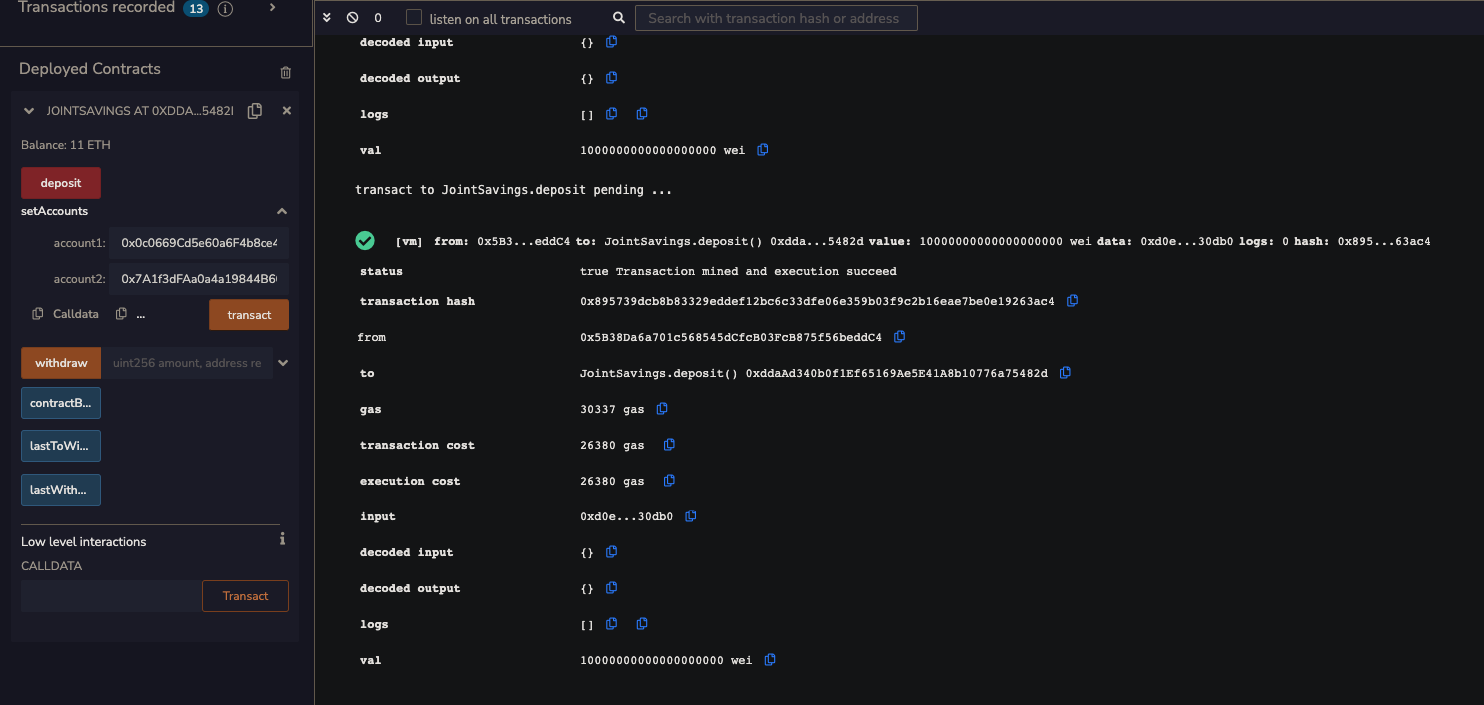 Transactions recorded 13 i
Deployed Contracts
JOINTSAVINGS AT 0XDDA...5482
Balance: 11 ETH
deposit
setAccounts
account1: 0x0c0669Cd5e60a6F4b8ce4
account2: 0x7A1f3dFAa0a4a19844B6
Calldata ... transact
withdraw uint256 amount, address re
contractB...
lastToWi...
lastWith...
Low level interactions i
CALLDATA
Transact
0 listen on all transactions Search with transaction hash or address
decoded input {}
decoded output {}
logs []
val 1000000000000000000 wei
transact to JointSavings.deposit pending ...
[vm] from: 0x5B3...eddC4 to: JointSavings.deposit() 0xdda...5482d value: 10000000000000000000 wei data: 0xd0e...30db0 logs: 0 hash: 0x895...63ac4
status true Transaction mined and execution succeed
transaction hash 0x895739dcb8b83329eddef12bc6c33dfe06e359b03f9c2b16eae7be0e19263ac4
from 0x5B38Da6a701c568545dCfcB03FcB875f56beddC4
to JointSavings.deposit() 0xddaAd340b0f1Ef65169Ae5E41A8b10776a75482d
gas 30337 gas
transaction cost 26380 gas
execution cost 26380 gas
input 0xd0e...30db0
decoded input {}
decoded output {}
logs []
val 10000000000000000000 wei